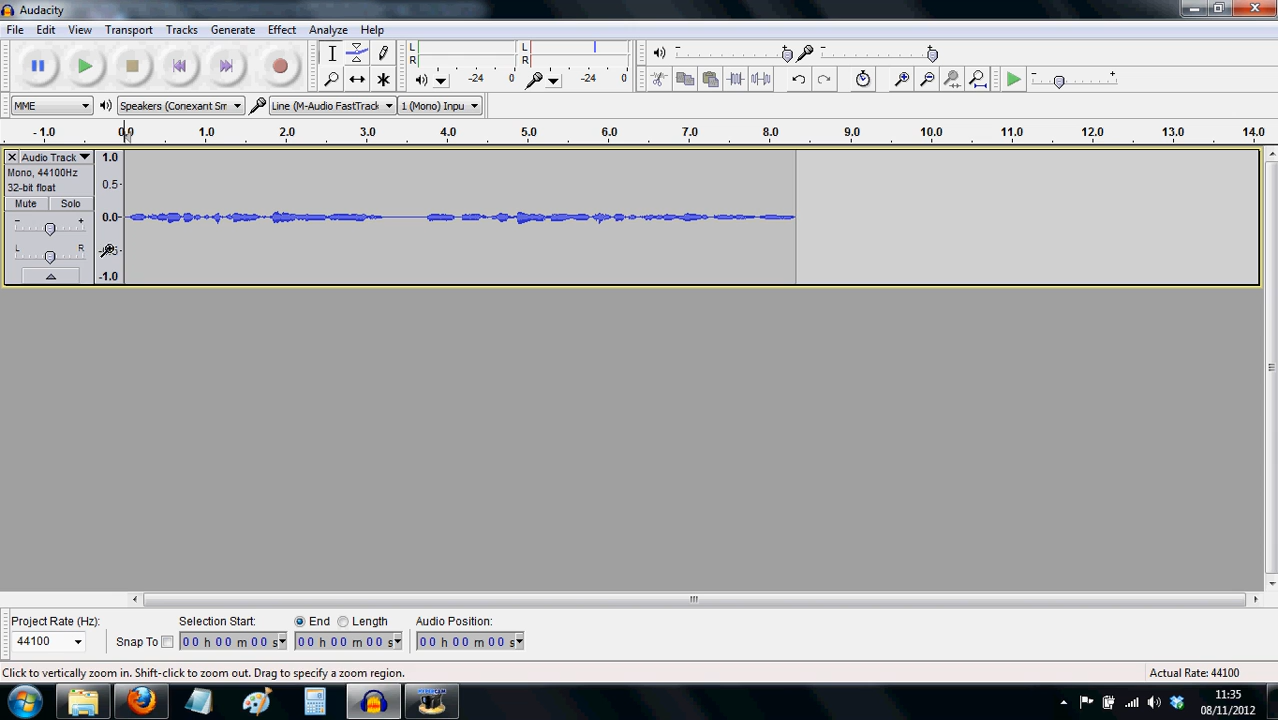 Audacity
File Edit View Transport Tracks Generate Effect Analyze Help
L
R
-24 0
L
R
-24 0
MME Speakers (Conexant Sm Line (M-Audio FastTrack 1 (Mono) Inpu
- 1.0 0.0 1.0 2.0 3.0 4.0 5.0 6.0 7.0 8.0 9.0 10.0 11.0 12.0 13.0 14.0
Audio Track 1.0
Mono, 44100Hz
32-bit float 0.5
Mute Solo
0.0
L R
-1.0
Project Rate (Hz): Selection Start: End Length Audio Position:
44100 Snap To 00 h 00 m 00 s 00 h 00 m 00 s 00 h 00 m 00 s
Click to vertically zoom in. Shift-click to zoom out. Drag to specify a zoom region. Actual Rate: 44100
11:35
08/11/2012